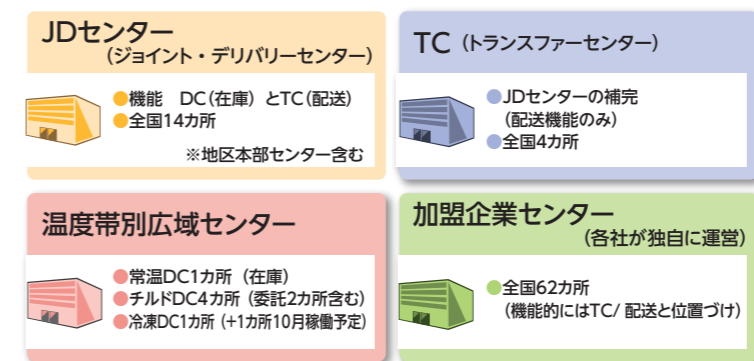 JDセンター
(ジョイント・デリバリーセンター)
●機能　DC(在庫) とTC(配送)
●全国14カ所
※地区本部センター含む
TC (トランスファーセンター)
●JDセンターの補完
(配送機能のみ)
●全国4カ所
温度帯別広域センター
●常温DC1カ所 (在庫)
●チルドDC4カ所 (委託2カ所含む)
●冷凍DC1カ所 (+1カ所10月稼働予定)
加盟企業センター
(各社が独自に運営)
●全国62カ所
(機能的にはTC/ 配送と位置づけ)